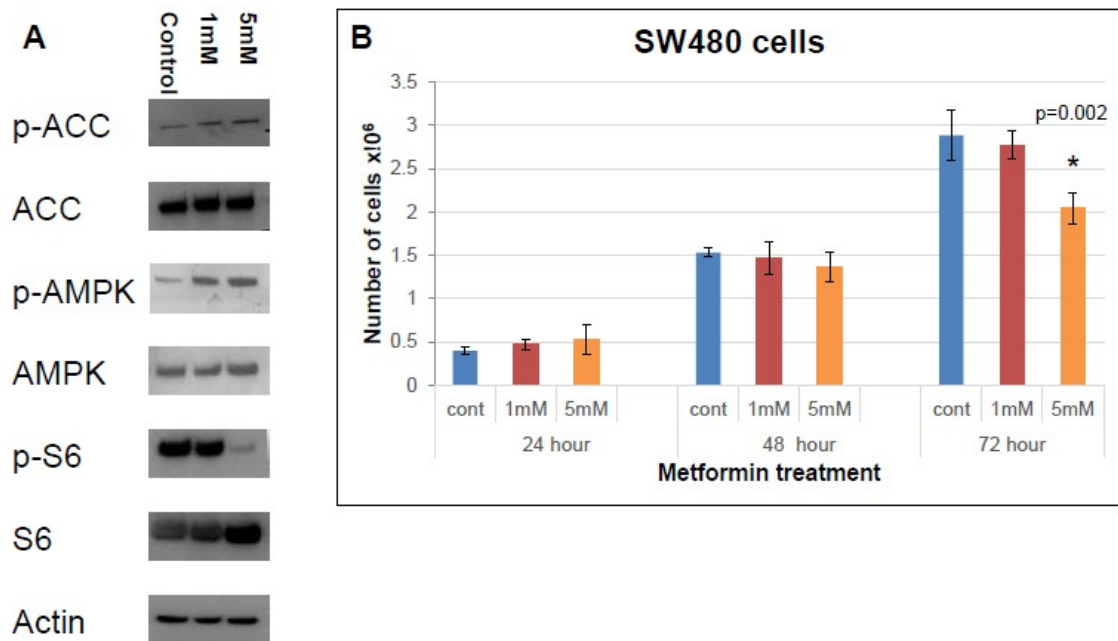 A
Control
1mM
5mM
p-ACC
ACC
p-AMPK
AMPK
p-S6
S6
Actin
B
SW480 cells
Number of cells x!0⁶
3.5
3
2.5
2
1.5
1
0.5
0
p=0.002
*
cont 1mM 5mM cont 1mM 5mM cont 1mM 5mM
24 hour 48 hour 72 hour
Metformin treatment